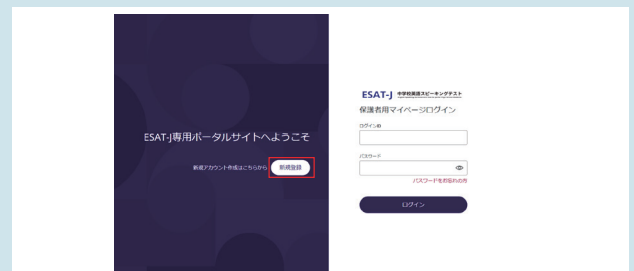 ESAT-J専用ポータルサイトへようこそ
新規アカウント作成はこちらから 新規登録
ESAT-J 中学校英語スピーキングテスト
保護者用マイページログイン
ログインID
パスワード
パスワードをお忘れの方
ログイン